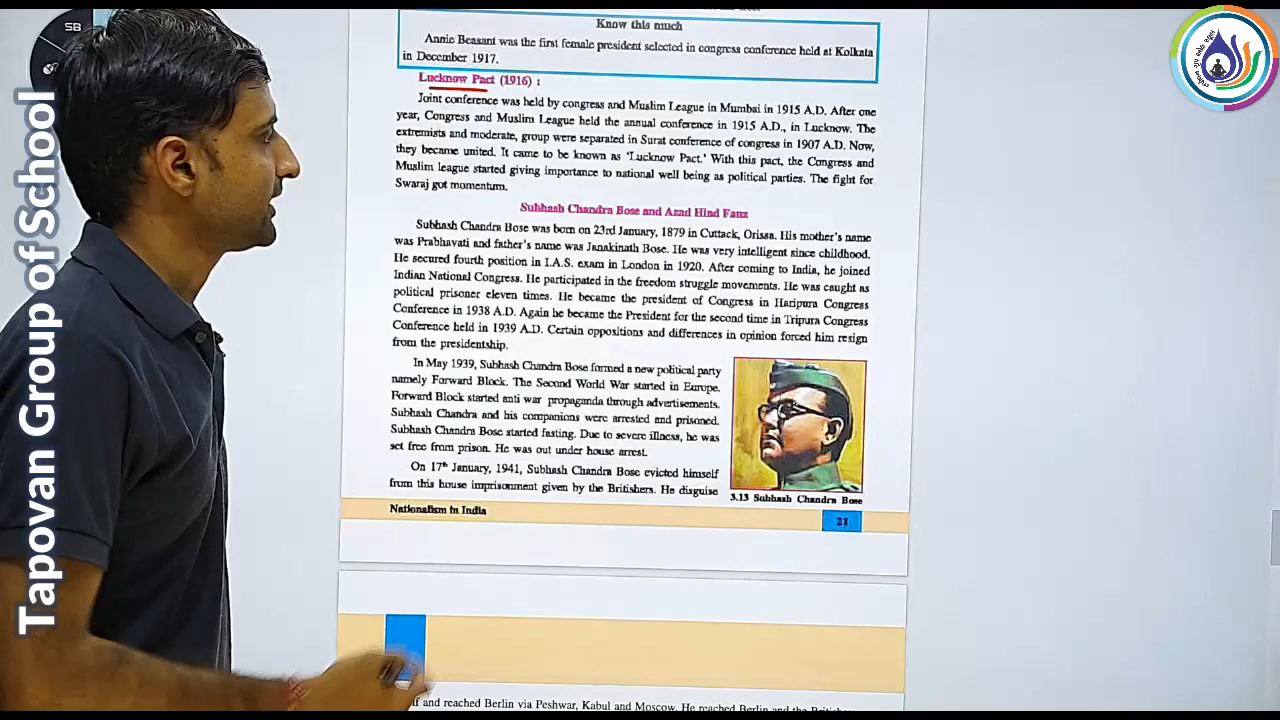 SB
Tapovan Group of School
Know this much
Annie Beasant was the first female president selected in congress conference held at Kolkata
in December 1917.
Lucknow Pact (1916) :
Joint conference was held by congress and Muslim League in Mumbai in 1915 A.D. After one
year, Congress and Muslim League held the annual conference in 1915 A.D., in Lucknow. The
extremists and moderate, group were separated in Surat conference of congress in 1907 A.D. Now,
they became united. It came to be known as 'Lucknow Pact.' With this pact, the Congress and
Muslim league started giving importance to national well being as political parties. The fight for
Swaraj got momentum.
Subhash Chandra Bose and Azad Hind Fauz
Subhash Chandra Bose was born on 23rd January, 1879 in Cuttack, Orissa. His mother's name
was Prabhavati and father's name was Janakinath Bose. He was very intelligent since childhood.
He secured fourth position in I.A.S. exam in London in 1920. After coming to India, he joined
Indian National Congress. He participated in the freedom struggle movements. He was caught as
political prisoner eleven times. He became the president of Congress in Haripura Congress
Conference in 1938 A.D. Again he became the President for the second time in Tripura Congress
Conference held in 1939 A.D. Certain oppositions and differences in opinion forced him resign
from the presidentship.
In May 1939, Subhash Chandra Bose formed a new political party
namely Forward Block. The Second World War started in Europe.
Forward Block started anti war propaganda through advertisements.
Subhash Chandra and his companions were arrested and prisoned.
Subhash Chandra Bose started fasting. Due to severe illness, he was
set free from prison. He was out under house arrest.
On 17th January, 1941, Subhash Chandra Bose evicted himself
from this house imprisonment given by the Britishers. He disguise
3.13 Subhash Chandra Bose
Nationalism in India
21
and reached Berlin via Peshwar, Kabul and Moscow. He reached Berlin and the